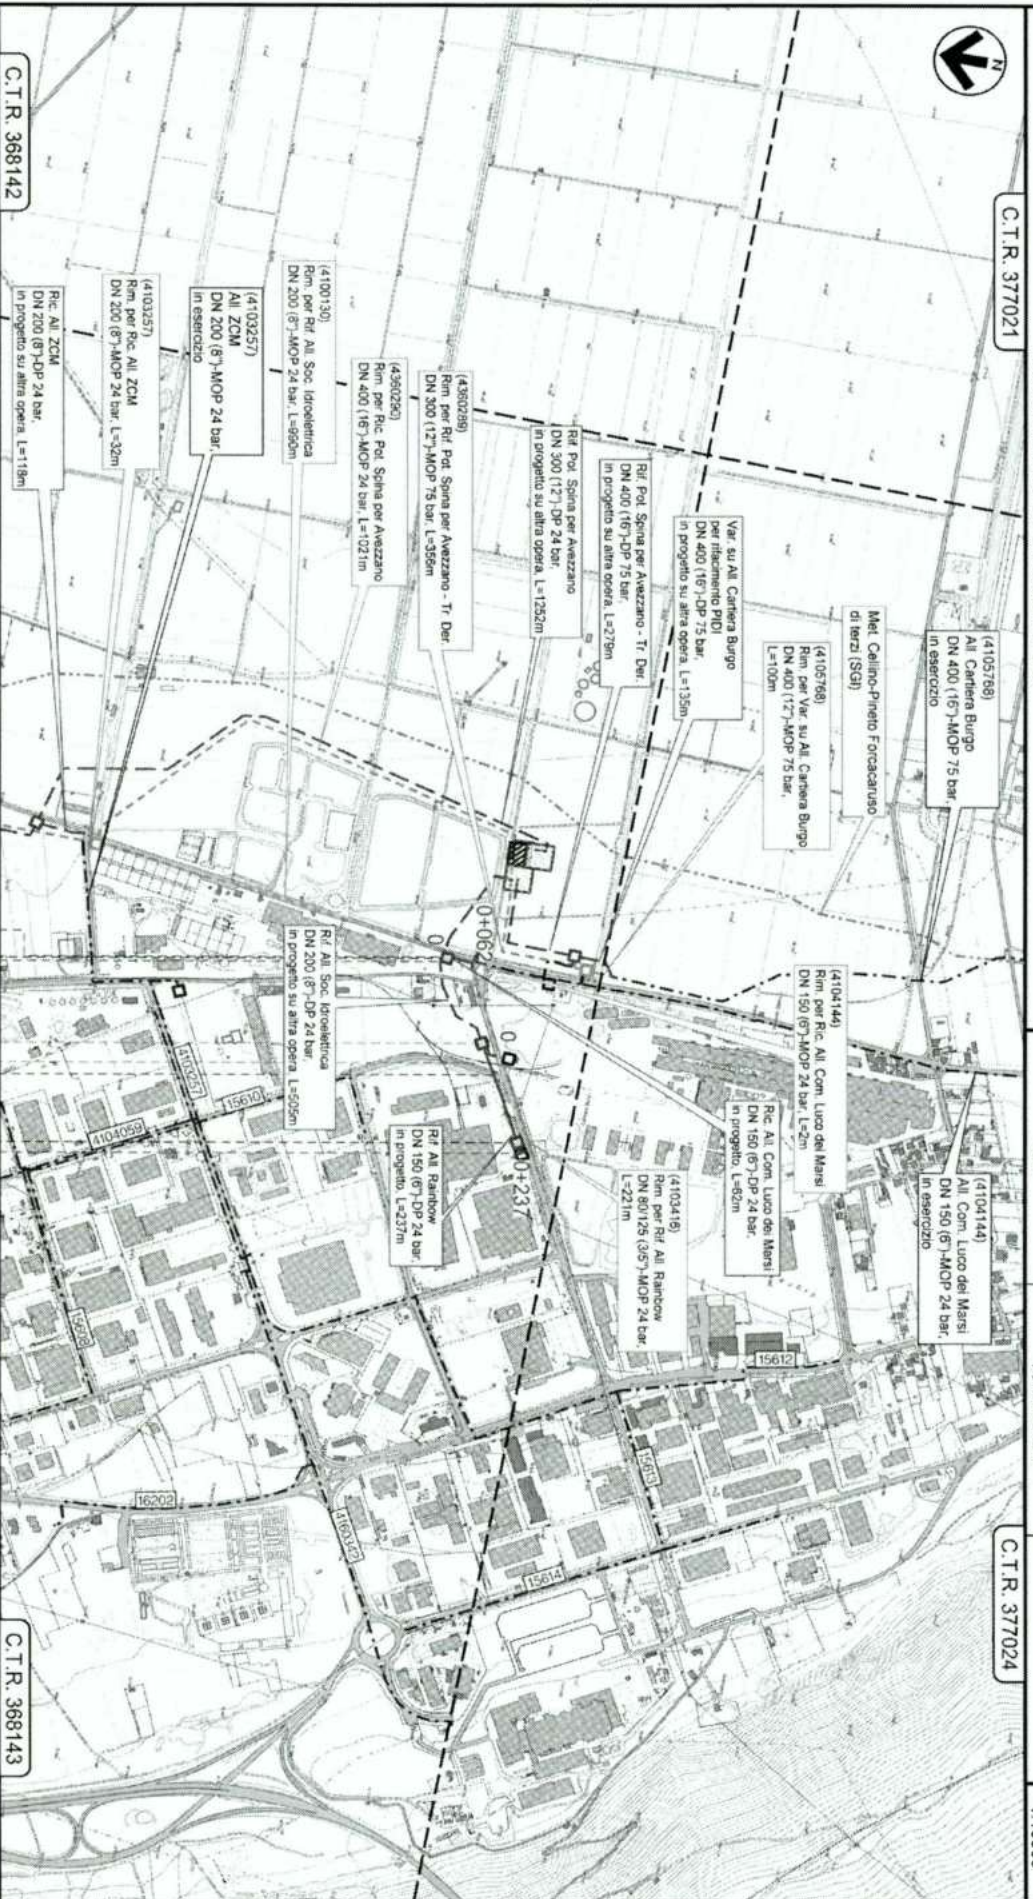 N
C.T.R. 377021
C.T.R. 377024
C.T.R. 368142
C.T.R. 368143
(4105768)
All. Cartiera Burgo
DN 400 (16")-MOP 75 bar,
in esercizio
Met. Cellino-Pineto Forcacaruso
di terzi (SGI)
(4105768)
Rim. per Var. su All. Cartiera Burgo
DN 400 (12")-MOP 75 bar,
L=100m
Var. su All. Cartiera Burgo
per rifacimento PIDI
DN 400 (16")-DP 75 bar,
in progetto su altra opera, L=135m
Rif. Pot. Spina per Avezzano - Tr. Der.
DN 400 (16")-DP 75 bar,
in progetto su altra opera, L=279m
Rif. Pot. Spina per Avezzano
DN 300 (12")-DP 24 bar,
in progetto su altra opera, L=1252m
(4360289)
Rim. per Rif. Pot. Spina per Avezzano - Tr. Der.
DN 300 (12")-MOP 75 bar, L=356m
(4360290)
Rim. per Ric. Pot. Spina per Avezzano
DN 400 (16")-MOP 24 bar, L=1021m
(4100130)
Rim. per Rif. All. Soc. Idroelettrica
DN 200 (8")-MOP 24 bar, L=990m
(4103257)
All. ZCM
DN 200 (8")-MOP 24 bar,
in esercizio
(4103257)
Rim. per Ric. All. ZCM
DN 200 (8")-MOP 24 bar, L=32m
Ric. All. ZCM
DN 200 (8")-DP 24 bar,
in progetto su altra opera, L=118m
(4104144)
All. Com. Luco dei Marsi
DN 150 (6")-MOP 24 bar,
in esercizio
(4104144)
Rim. per Ric. All. Com. Luco dei Marsi
DN 150 (6")-MOP 24 bar, L=2m
Ric. All. Com. Luco dei Marsi
DN 150 (6")-DP 24 bar,
in progetto, L=62m
(4103416)
Rim. per Rif. All. Rainbow
DN 80/125 (3/5")-MOP 24 bar,
L=221m
Rif. All. Rainbow
DN 150 (6")-DP 24 bar,
in progetto, L=237m
Rif. All. Soc. Idroelettrica
DN 200 (8")-DP 24 bar,
in progetto su altra opera, L=505m
0+062
0
0
0+237
4103257
15610
4104059
15608
15612
15613
15614
16202
4160342